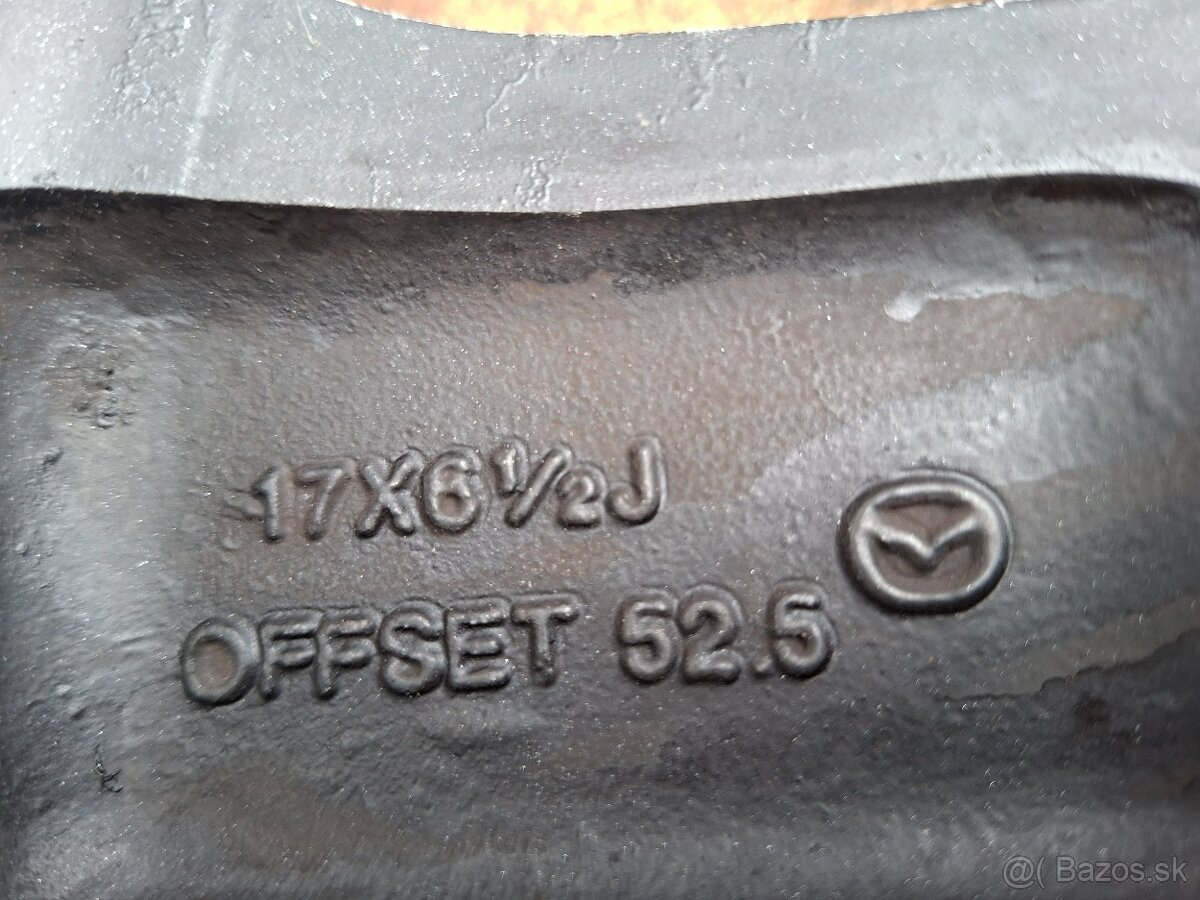 17X6½J
OFFSET 52.5
@( Bazos.sk